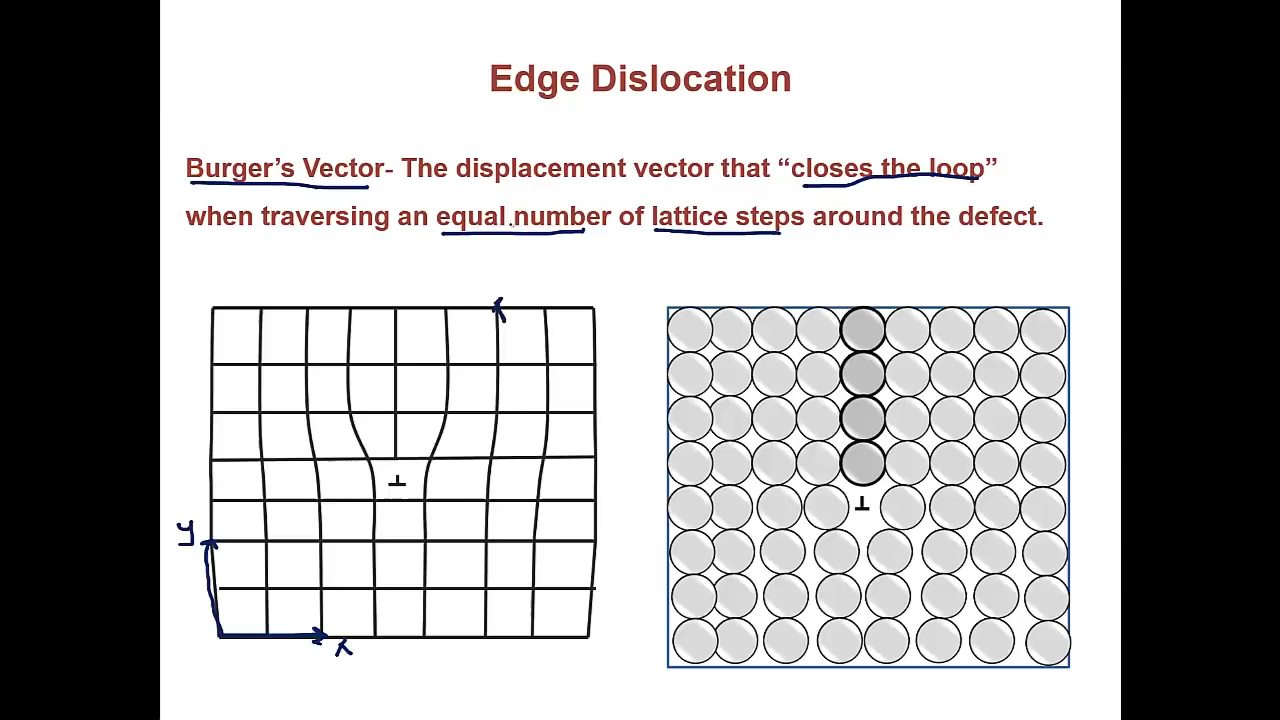 Edge Dislocation
Burger’s Vector- The displacement vector that “closes the loop”
when traversing an equal number of lattice steps around the defect.
y
x